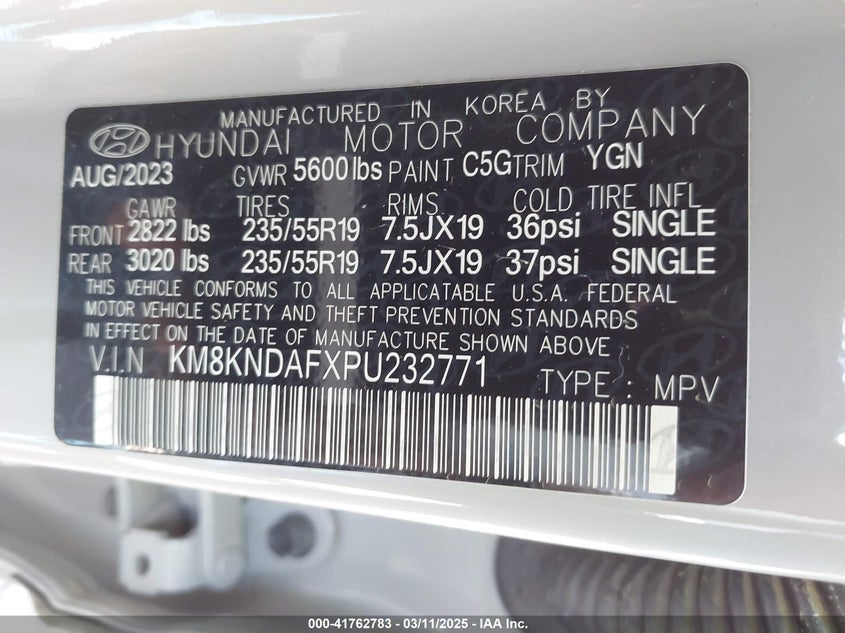 MANUFACTURED IN KOREA BY
HYUNDAI MOTOR COMPANY
AUG/2023 GVWR 5600 lbs PAINT C5G TRIM YGN
GAWR TIRES RIMS COLD TIRE INFL
FRONT 2822 lbs 235/55R19 7.5JX19 36psi SINGLE
REAR 3020 lbs 235/55R19 7.5JX19 37psi SINGLE
THIS VEHICLE CONFORMS TO ALL APPLICATABLE U.S.A. FEDERAL
MOTOR VEHICLE SAFETY AND THEFT PREVENTION STANDARDS
IN EFFECT ON THE DATE OF MANUFACTURE SHOWN ABOVE
V.I.N KM8KNDAFXPU232771 TYPE : MPV
000-41762783 - 03/11/2025 - IAA Inc.